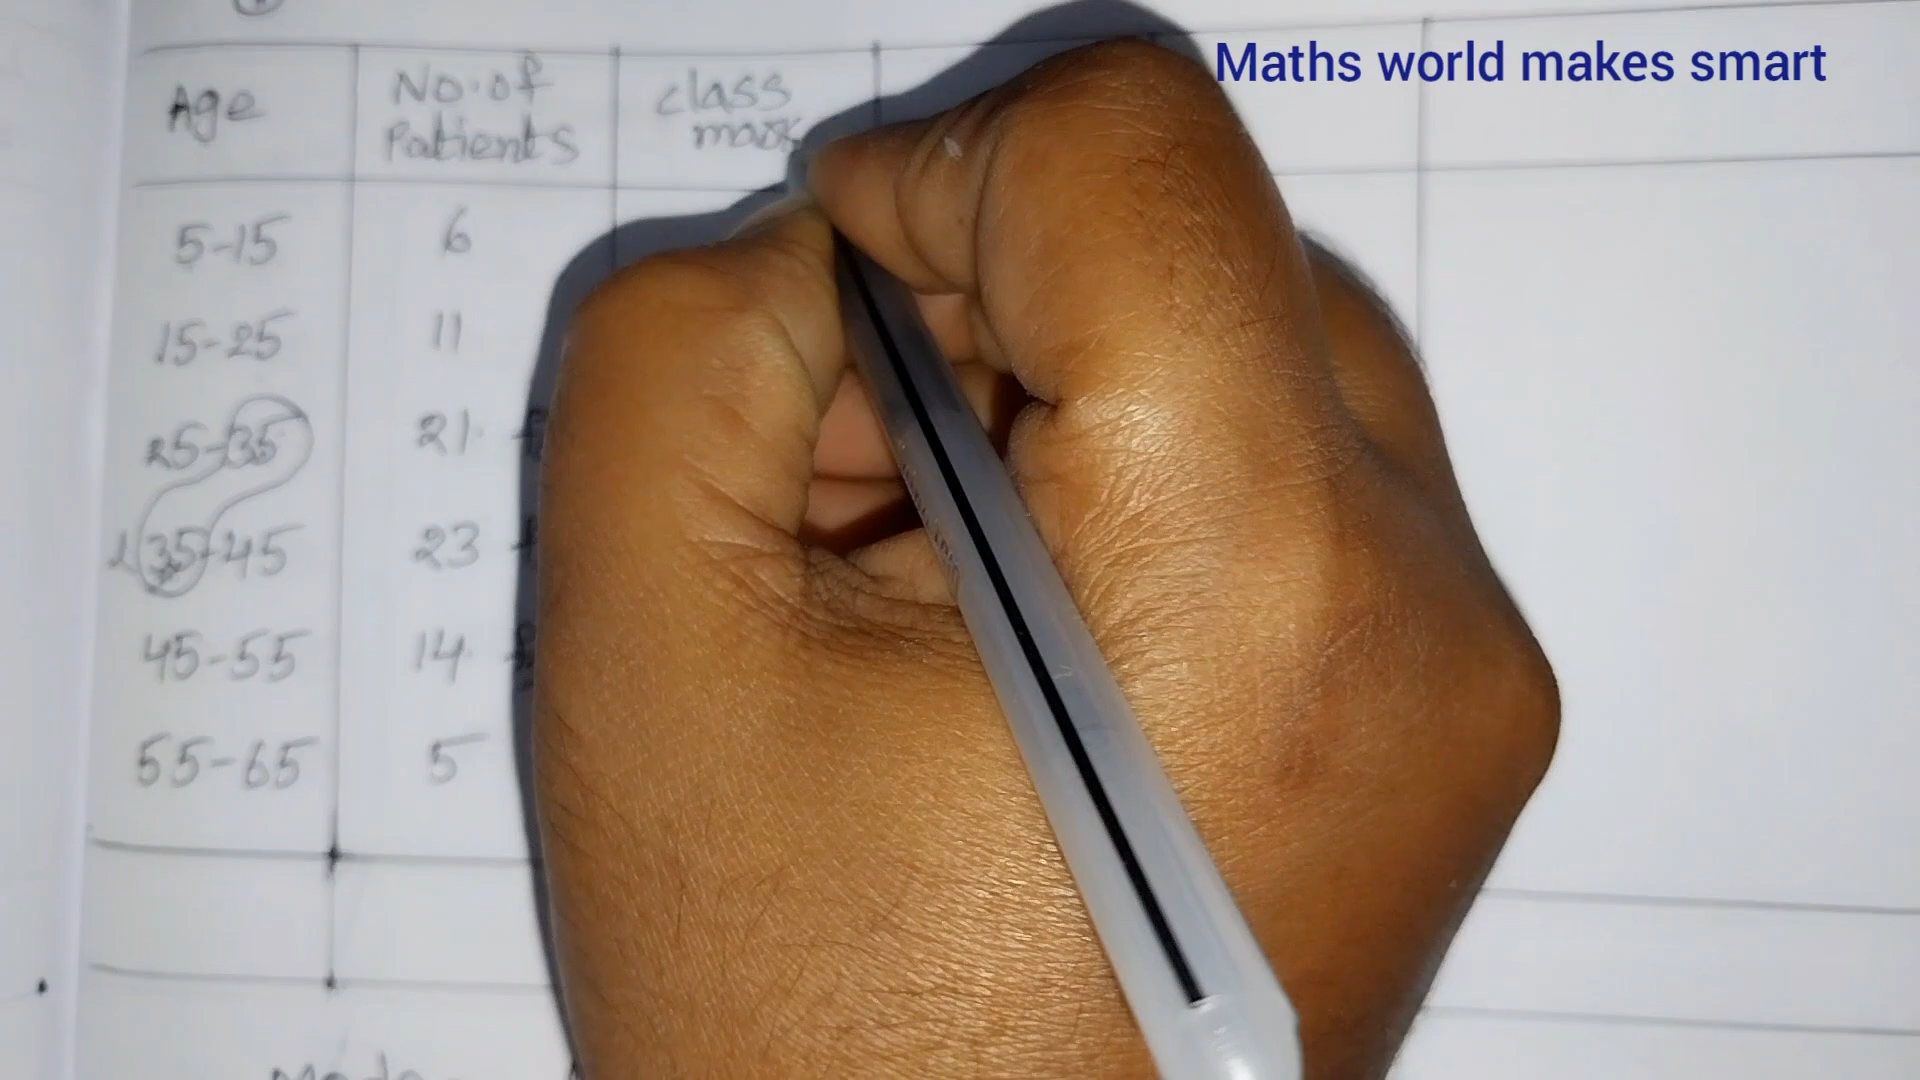 Maths world makes smart
Age
No. of
Patients
class
mark
5-15 6
15-25 11
25-35 21
35-45 23
45-55 14
55-65 5